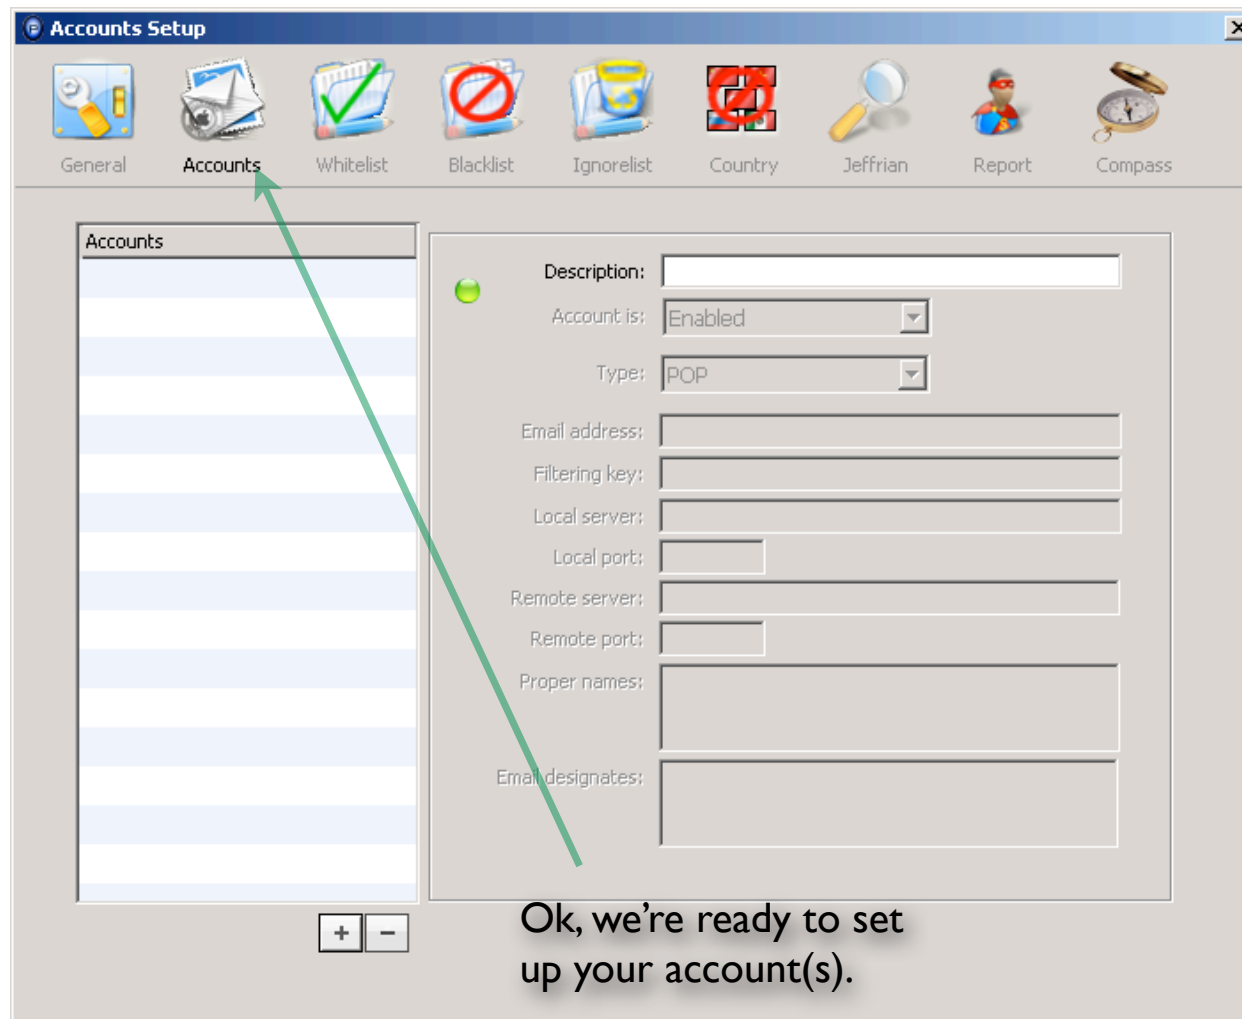 Accounts Setup
General Accounts Whitelist Blacklist Ignorelist Country Jeffrian Report Compass
Accounts
Description:
Account is: Enabled
Type: POP
Email address:
Filtering key:
Local server:
Local port:
Remote server:
Remote port:
Proper names:
Email designates:
+ −
Ok, we’re ready to set
up your account(s).